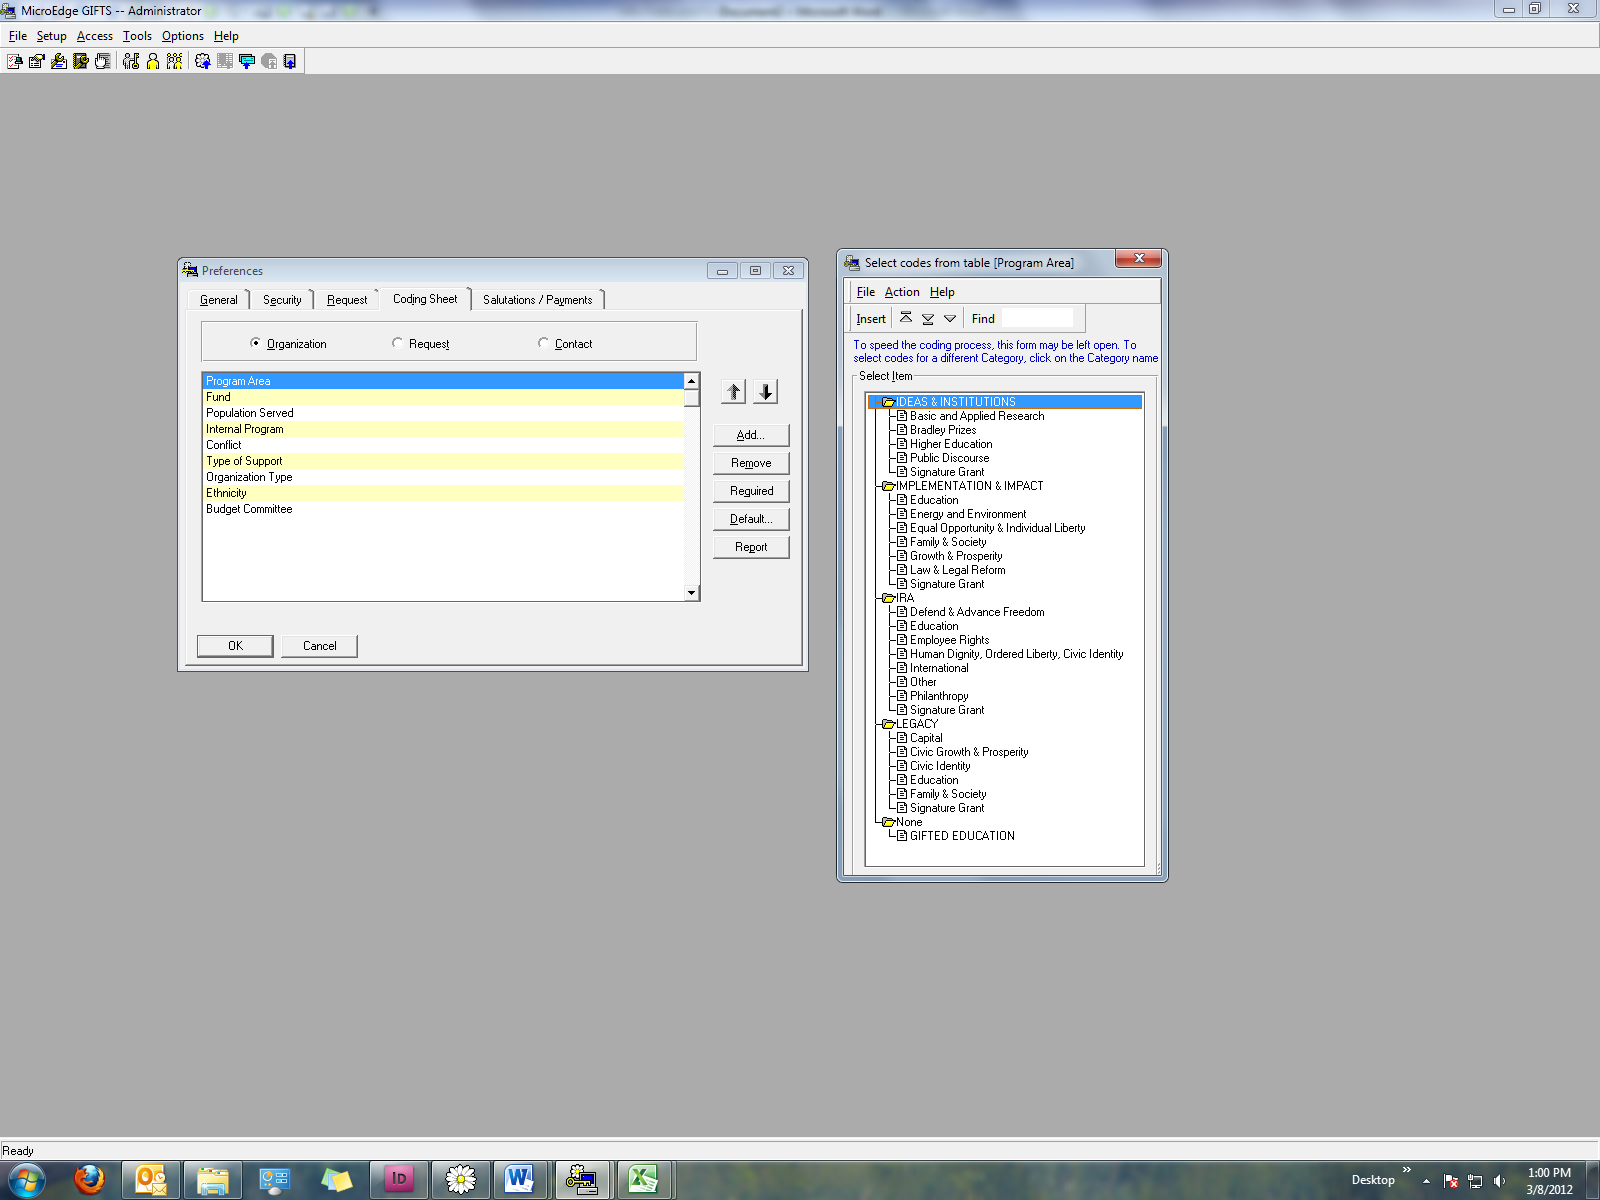 MicroEdge GIFTS -- Administrator
File Setup Access Tools Options Help
Preferences
General Security Request Coding Sheet Salutations / Payments
Organization Request Contact
Program Area
Fund
Population Served
Internal Program
Conflict
Type of Support
Organization Type
Ethnicity
Budget Committee
Add...
Remove
Required
Default...
Report
OK Cancel
Select codes from table [Program Area]
File Action Help
Insert Find
To speed the coding process, this form may be left open. To
select codes for a different Category, click on the Category name
Select Item
IDEAS & INSTITUTIONS
Basic and Applied Research
Bradley Prizes
Higher Education
Public Discourse
Signature Grant
IMPLEMENTATION & IMPACT
Education
Energy and Environment
Equal Opportunity & Individual Liberty
Family & Society
Growth & Prosperity
Law & Legal Reform
Signature Grant
IRA
Defend & Advance Freedom
Education
Employee Rights
Human Dignity, Ordered Liberty, Civic Identity
International
Other
Philanthropy
Signature Grant
LEGACY
Capital
Civic Growth & Prosperity
Civic Identity
Education
Family & Society
Signature Grant
None
GIFTED EDUCATION
Ready
Desktop
1:00 PM
3/8/2012